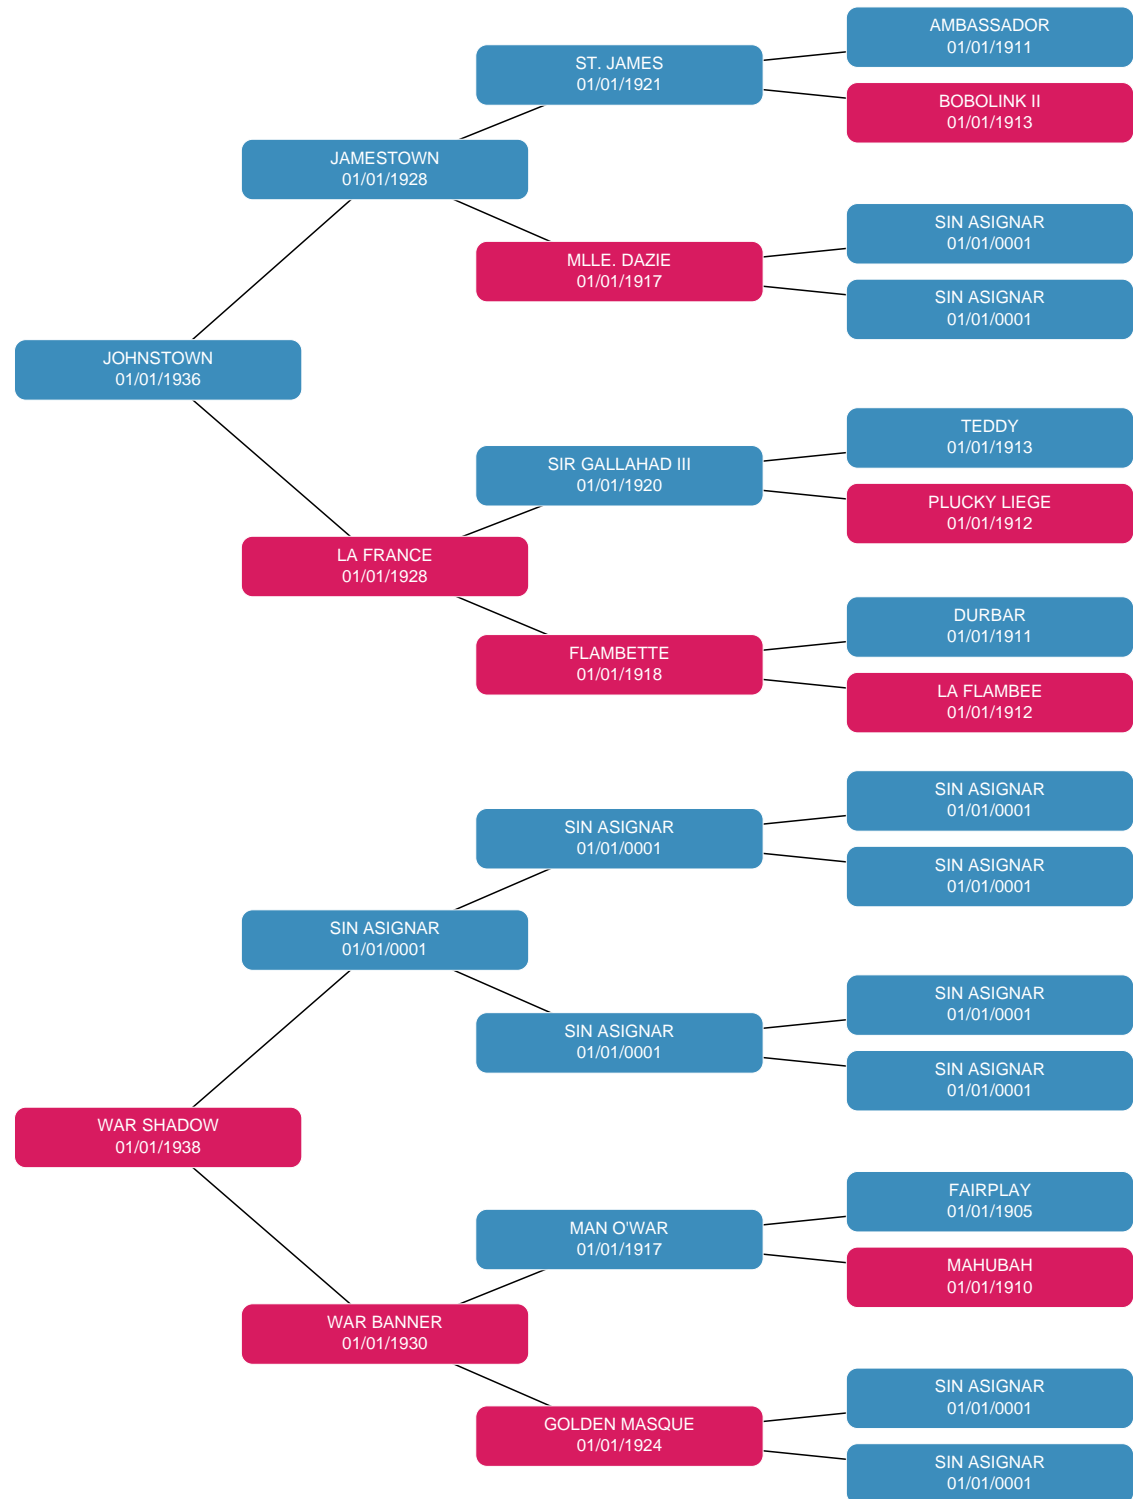 AMBASSADOR
01/01/1911
ST. JAMES
01/01/1921
BOBOLINK II
01/01/1913
JAMESTOWN
01/01/1928
SIN ASIGNAR
01/01/0001
MLLE. DAZIE
01/01/1917
SIN ASIGNAR
01/01/0001
JOHNSTOWN
01/01/1936
TEDDY
01/01/1913
SIR GALLAHAD III
01/01/1920
PLUCKY LIEGE
01/01/1912
LA FRANCE
01/01/1928
DURBAR
01/01/1911
FLAMBETTE
01/01/1918
LA FLAMBEE
01/01/1912
SIN ASIGNAR
01/01/0001
SIN ASIGNAR
01/01/0001
SIN ASIGNAR
01/01/0001
SIN ASIGNAR
01/01/0001
SIN ASIGNAR
01/01/0001
SIN ASIGNAR
01/01/0001
SIN ASIGNAR
01/01/0001
WAR SHADOW
01/01/1938
FAIRPLAY
01/01/1905
MAN O'WAR
01/01/1917
MAHUBAH
01/01/1910
WAR BANNER
01/01/1930
SIN ASIGNAR
01/01/0001
GOLDEN MASQUE
01/01/1924
SIN ASIGNAR
01/01/0001